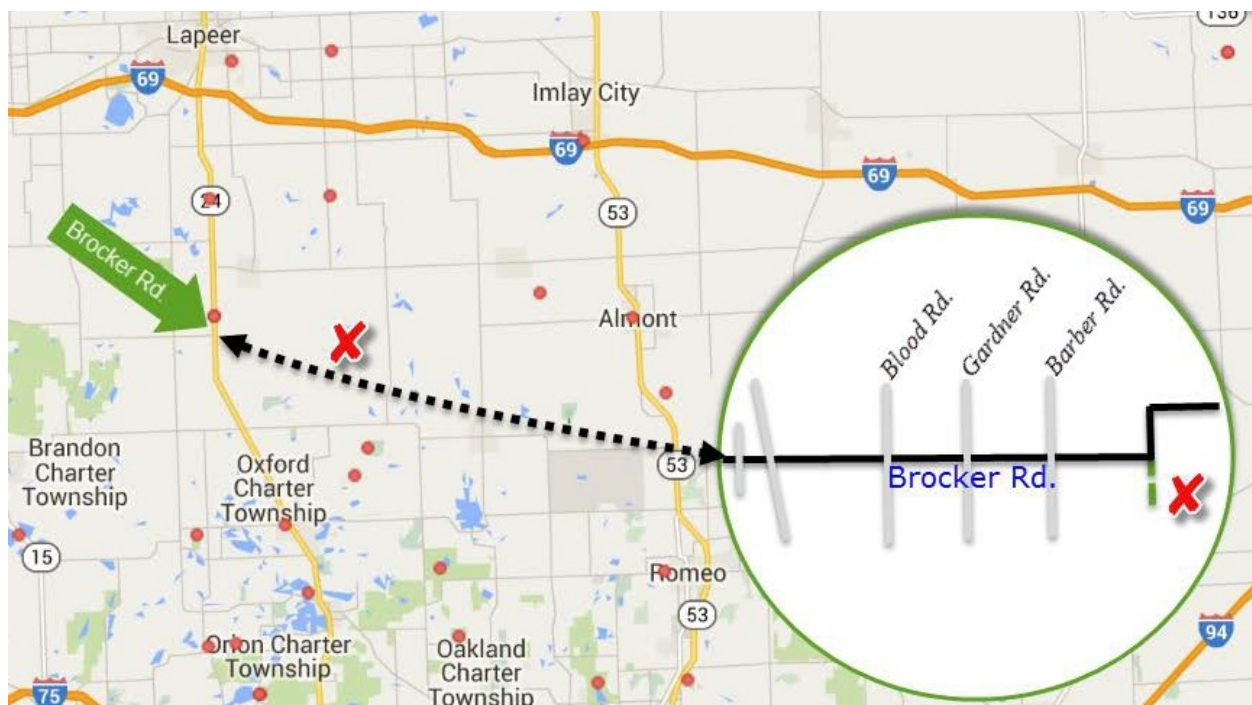 136
Lapeer
69
Imlay City
69
69
69
24
53
Brocker Rd.
Almont
Blood Rd.
Gardner Rd.
Barber Rd.
Brandon
Charter
Township
Oxford
Charter
Township
53
Brocker Rd.
15
Romeo
53
94
Orion Charter
Township
Oakland
Charter
Township
75